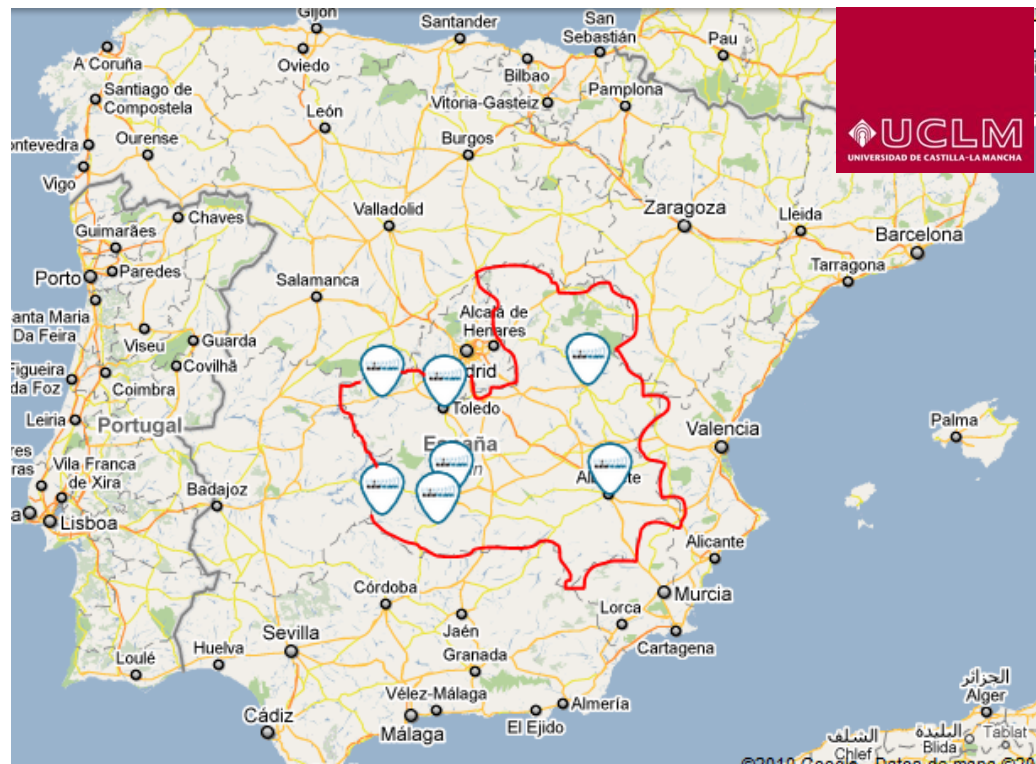 Gijón
Santander
San
Sebastián
Pau
A Coruña
Oviedo
Bilbao
Santiago de
Compostela
León
Vitoria-Gasteiz
Pamplona
UCLM
UNIVERSIDAD DE CASTILLA-LA MANCHA
Ourense
Burgos
Vigo
Chaves
Valladolid
Zaragoza
Lleida
Guimarães
Barcelona
Porto
Paredes
Salamanca
Tarragona
Alcalá de
Henares
Da Feira
Viseu
Guarda
Covilhã
da Foz
Coimbra
Toledo
Leiria
Portugal
España
Valencia
Palma
Vila Franca
de Xira
Badajoz
Lisboa
Alicante
Córdoba
Murcia
Lorca
Sevilla
Jaén
Cartagena
Huelva
Granada
Loulé
Vélez-Málaga
Almería
الجزائر
Alger
Cádiz
Málaga
El Ejido
الشلف
Chlef
البليدة
Blida
Tablat